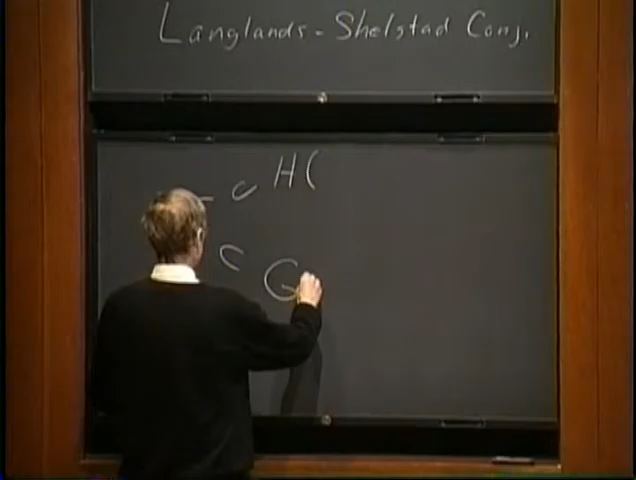 Langlands - Shelstad Conj.
⊂ H(
⊂ G